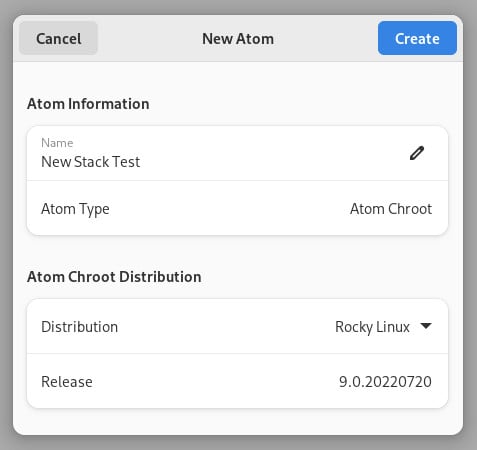 Cancel New Atom Create
Atom Information
Name
New Stack Test
Atom Type Atom Chroot
Atom Chroot Distribution
Distribution Rocky Linux
Release 9.0.20220720